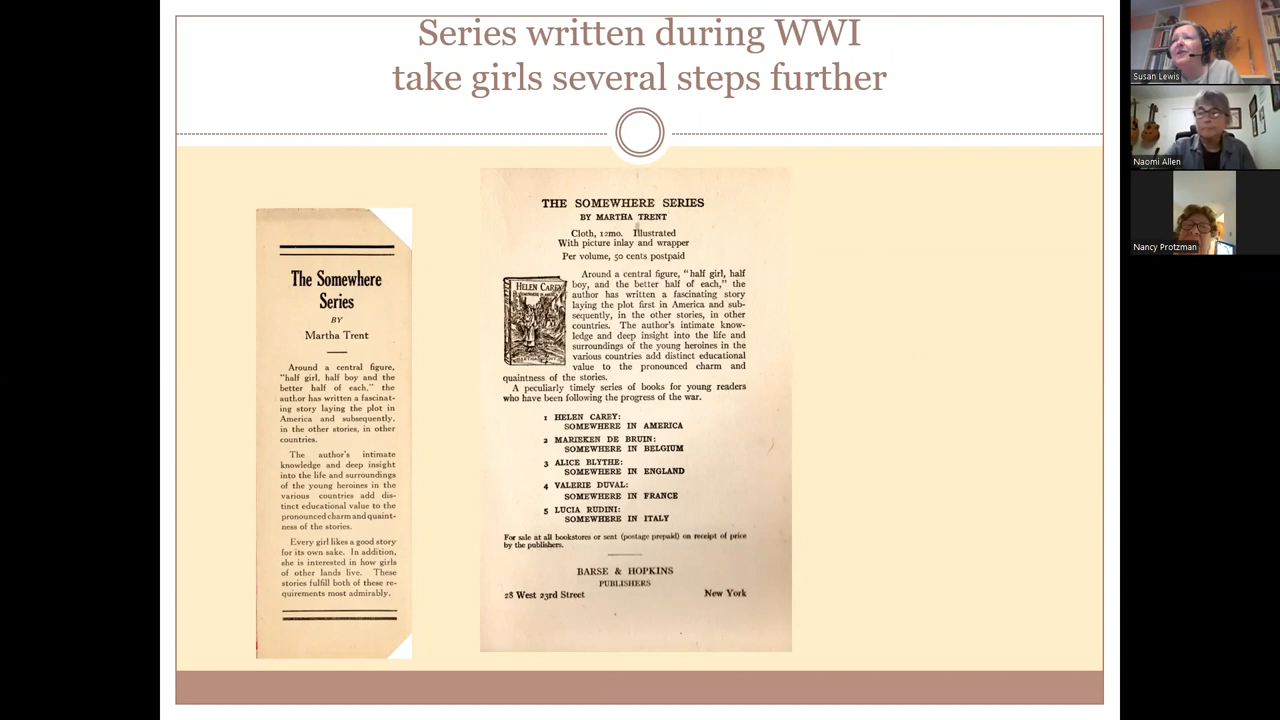 Series written during WWI
take girls several steps further
The Somewhere
Series
BY
Martha Trent
Around a central figure,
"half girl, half boy and the
better half of each," the
author has written a fascinat-
ing story laying the plot in
America and subsequently,
in the other stories, in other
countries.
The author's intimate
knowledge and deep insight
into the life and surroundings
of the young heroines in the
various countries add dis-
tinct educational value to the
pronounced charm and quaint-
ness of the stories.
Every girl likes a good story
for its own sake. In addition,
she is interested in how girls
of other lands live. These
stories fulfill both of these re-
quirements most admirably.
THE SOMEWHERE SERIES
BY MARTHA TRENT
Cloth, 12mo. Illustrated
With picture inlay and wrapper
Per volume, 50 cents postpaid
HELEN CAREY
Around a central figure, "half girl, half
boy, and the better half of each," the
author has written a fascinating story
laying the plot first in America and sub-
sequently, in the other stories, in other
countries. The author's intimate know-
ledge and deep insight into the life and
surroundings of the young heroines in the
various countries add distinct educational
value to the pronounced charm and
quaintness of the stories.
A peculiarly timely series of books for young readers
who have been following the progress of the war.
1 HELEN CAREY:
SOMEWHERE IN AMERICA
2 MARIEKEN DE BRUIN:
SOMEWHERE IN BELGIUM
3 ALICE BLYTHE:
SOMEWHERE IN ENGLAND
4 VALERIE DUVAL:
SOMEWHERE IN FRANCE
5 LUCIA RUDINI:
SOMEWHERE IN ITALY
For sale at all bookstores or sent (postage prepaid) on receipt of price
by the publishers.
BARSE & HOPKINS
PUBLISHERS
28 West 23rd Street New York
Susan Lewis
Naomi Allen
Nancy Protzman